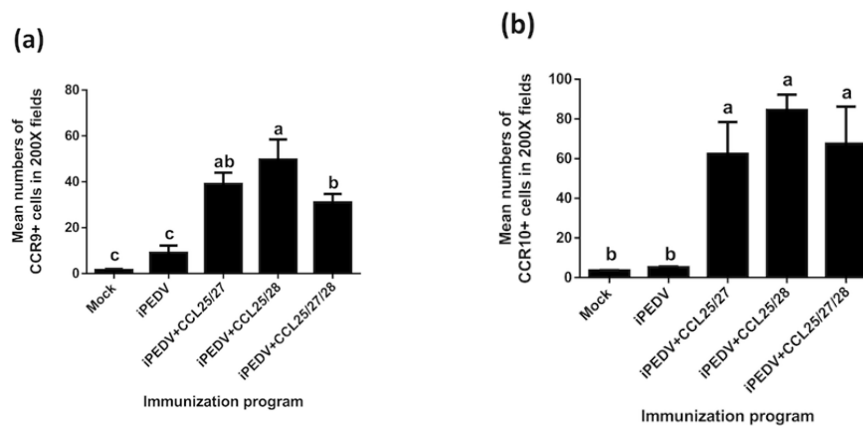 (a)
Mean numbers of
CCR9+ cells in 200X fields
80
60
40
20
0
c
c
ab
a
b
Mock
iPEDV
iPEDV+CCL25/27
iPEDV+CCL25/28
iPEDV+CCL25/27/28
Immunization program
(b)
Mean numbers of
CCR10+ cells in 200X fields
100
80
60
40
20
0
b
b
a
a
a
Mock
iPEDV
iPEDV+CCL25/27
iPEDV+CCL25/28
iPEDV+CCL25/27/28
Immunization program